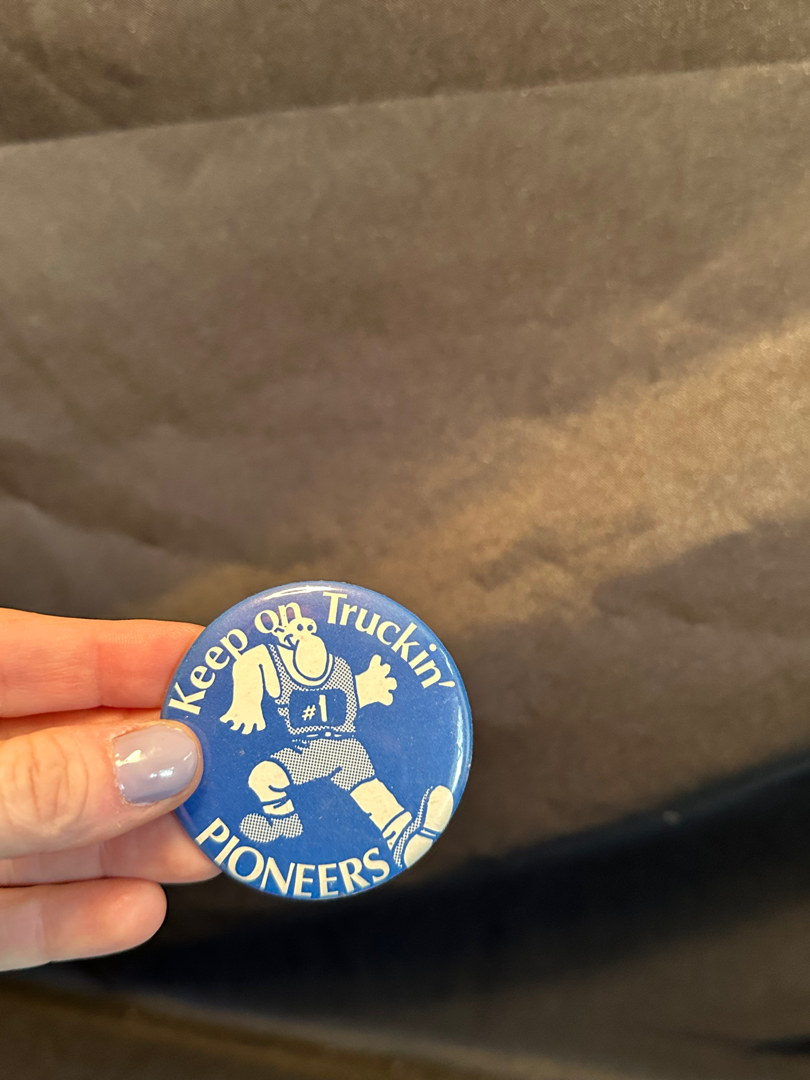 Keep on Truckin'
#1
PIONEERS